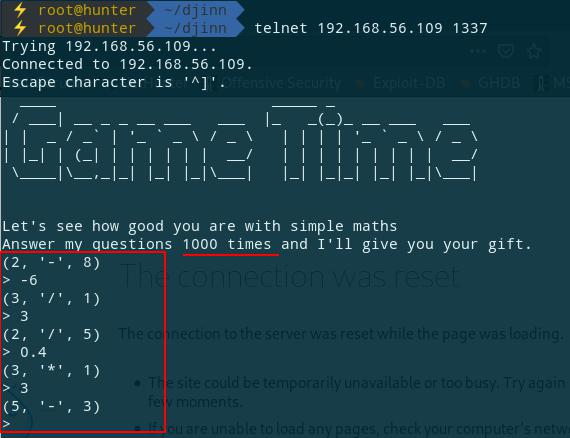 ⚡ root@hunter ~/djinn
⚡ root@hunter ~/djinn telnet 192.168.56.109 1337
Trying 192.168.56.109...
Connected to 192.168.56.109.
Escape character is '^]'.
Offensive Security Exploit-DB GHDB
Game Time
Let's see how good you are with simple maths
Answer my questions 1000 times and I'll give you your gift.
(2, '-', 8)
> -6
(3, '/', 1)
> 3
(2, '/', 5)
> 0.4
(3, '*', 1)
> 3
(5, '-', 3)
>
The connection was reset
The connection to the server was reset while the page was loading.
• The site could be temporarily unavailable or too busy. Try again
few moments.
• If you are unable to load any pages, check your computer's netw